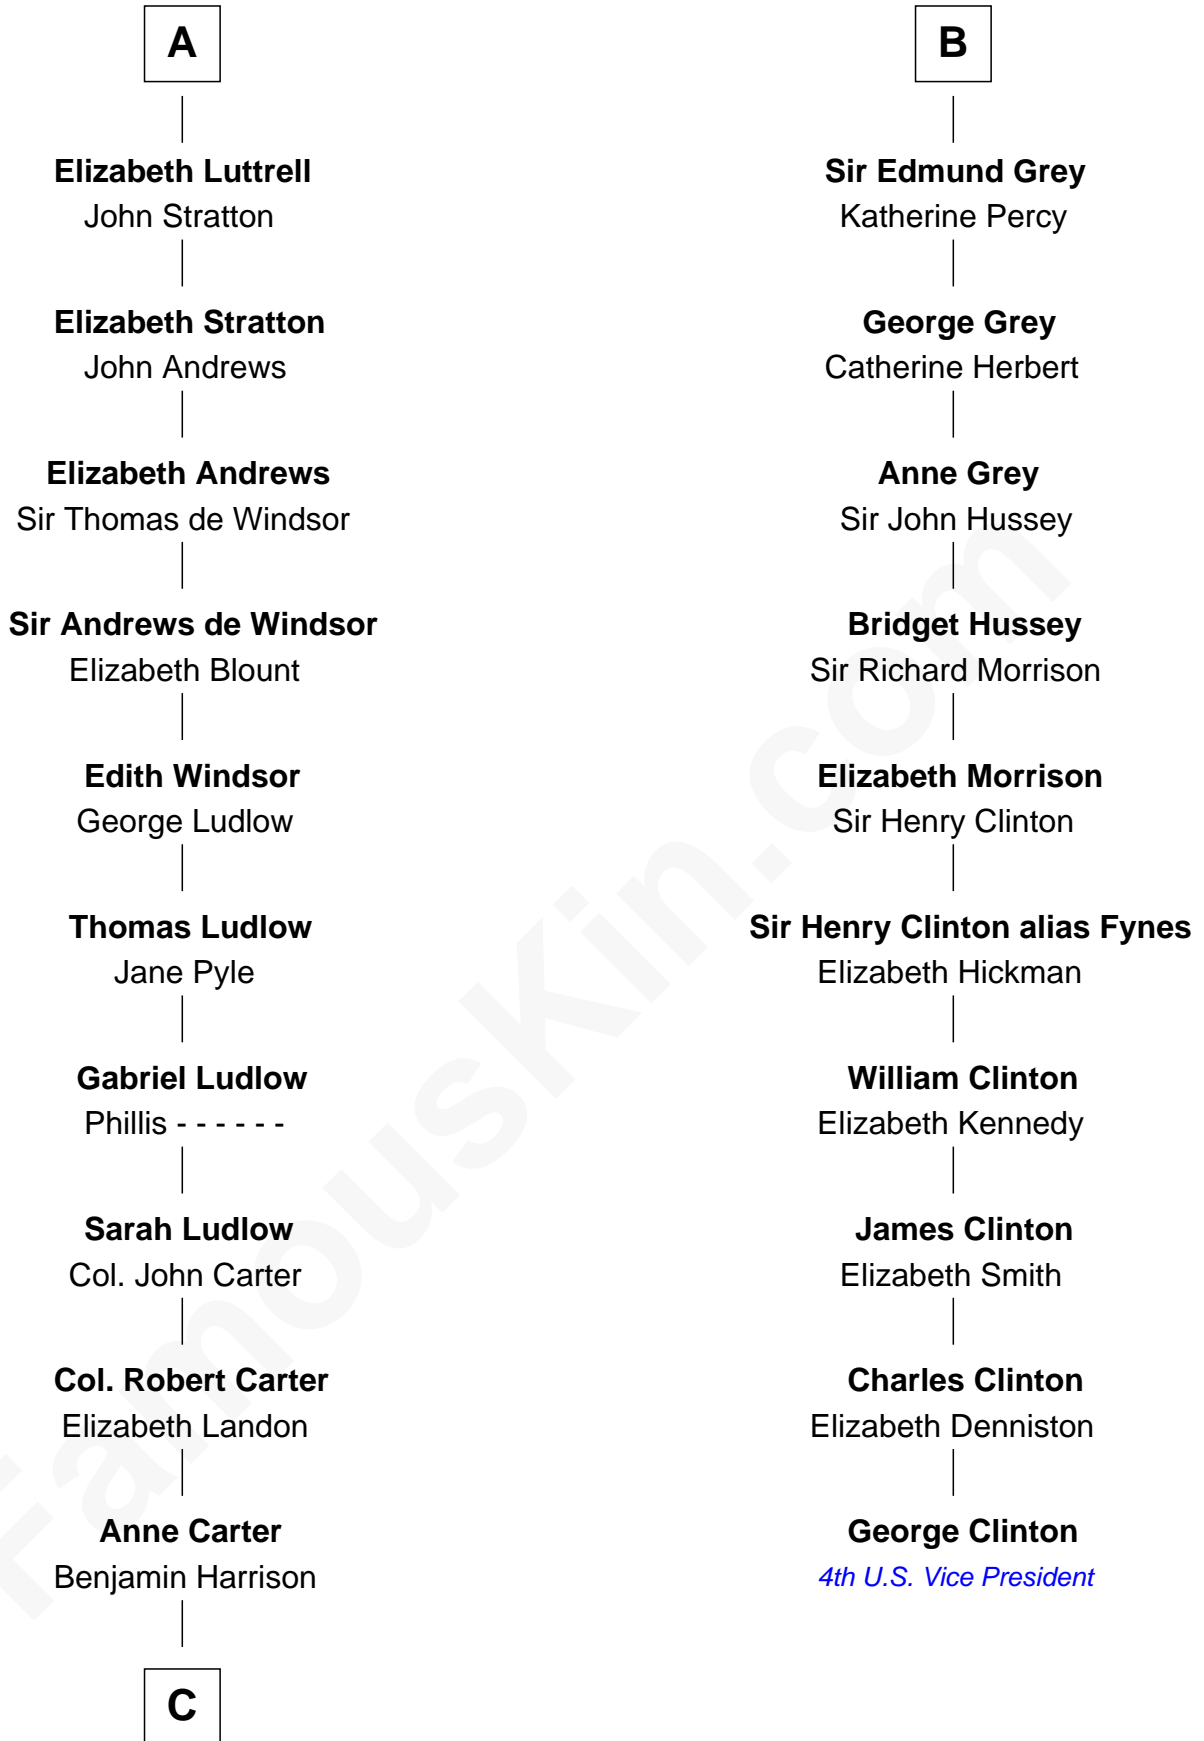 A
Elizabeth Luttrell
John Stratton
Elizabeth Stratton
John Andrews
Elizabeth Andrews
Sir Thomas de Windsor
Sir Andrews de Windsor
Elizabeth Blount
Edith Windsor
George Ludlow
Thomas Ludlow
Jane Pyle
Gabriel Ludlow
Phillis - - - - - -
Sarah Ludlow
Col. John Carter
Col. Robert Carter
Elizabeth Landon
Anne Carter
Benjamin Harrison
C
B
Sir Edmund Grey
Katherine Percy
George Grey
Catherine Herbert
Anne Grey
Sir John Hussey
Bridget Hussey
Sir Richard Morrison
Elizabeth Morrison
Sir Henry Clinton
Sir Henry Clinton alias Fynes
Elizabeth Hickman
William Clinton
Elizabeth Kennedy
James Clinton
Elizabeth Smith
Charles Clinton
Elizabeth Denniston
George Clinton
4th U.S. Vice President
FamousKin.com